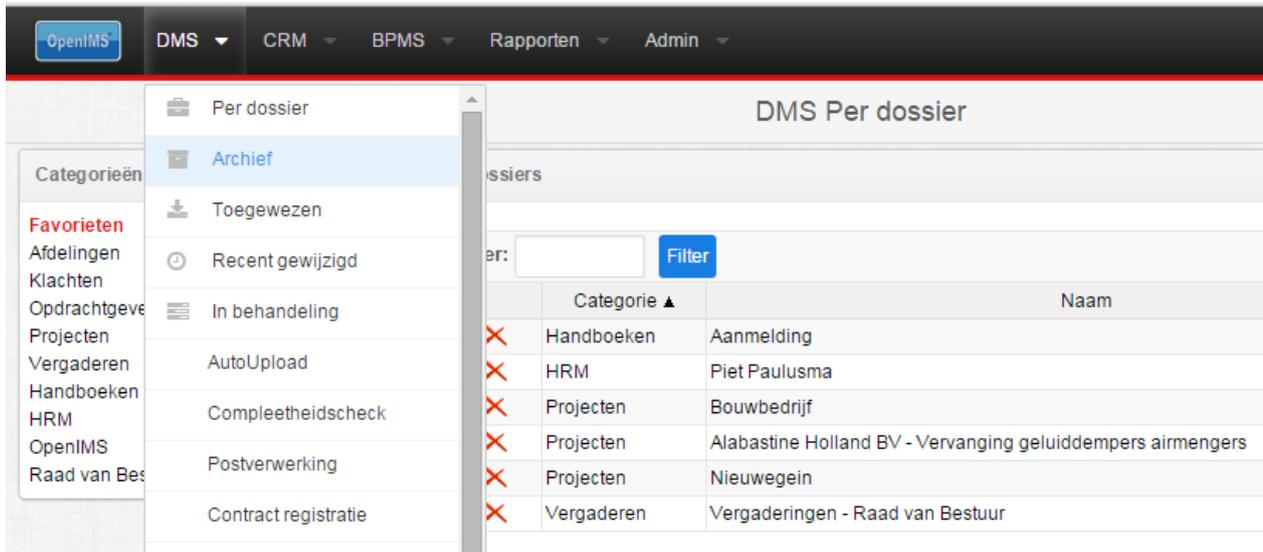 OpenIMS DMS CRM BPMS Rapporten Admin
DMS Per dossier
Per dossier
Archief
Toegewezen
Recent gewijzigd
In behandeling
AutoUpload
Compleetheidscheck
Postverwerking
Contract registratie
Categorieën
Favorieten
Afdelingen
Klachten
Opdrachtgeve
Projecten
Vergaderen
Handboeken
HRM
OpenIMS
Raad van Bes
ossiers
er: Filter
Categorie ▲ Naam
Handboeken Aanmelding
HRM Piet Paulusma
Projecten Bouwbedrijf
Projecten Alabastine Holland BV - Vervanging geluiddempers airmengers
Projecten Nieuwegein
Vergaderen Vergaderingen - Raad van Bestuur